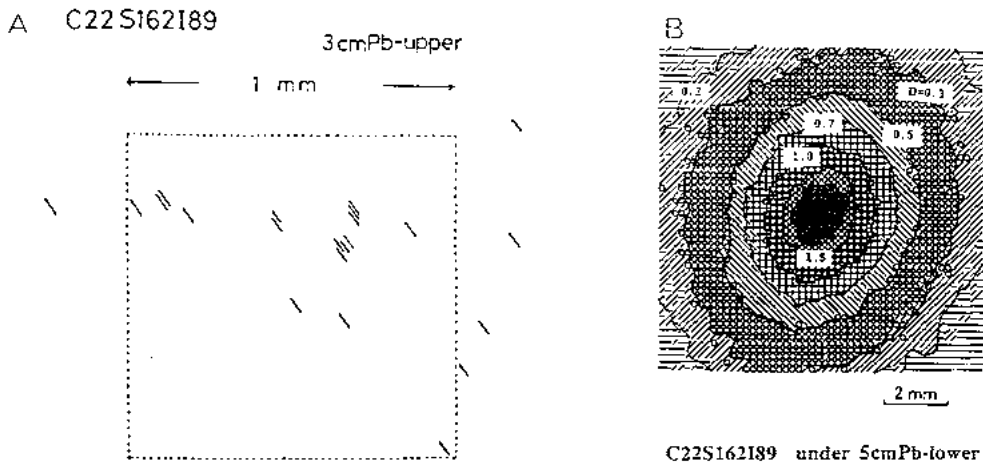 A C22S162I89
3cmPb-upper
1 mm
B
0.2
D=0.3
0.7
0.5
1.0
1.5
2 mm
C22S162I89 under 5cmPb-lower